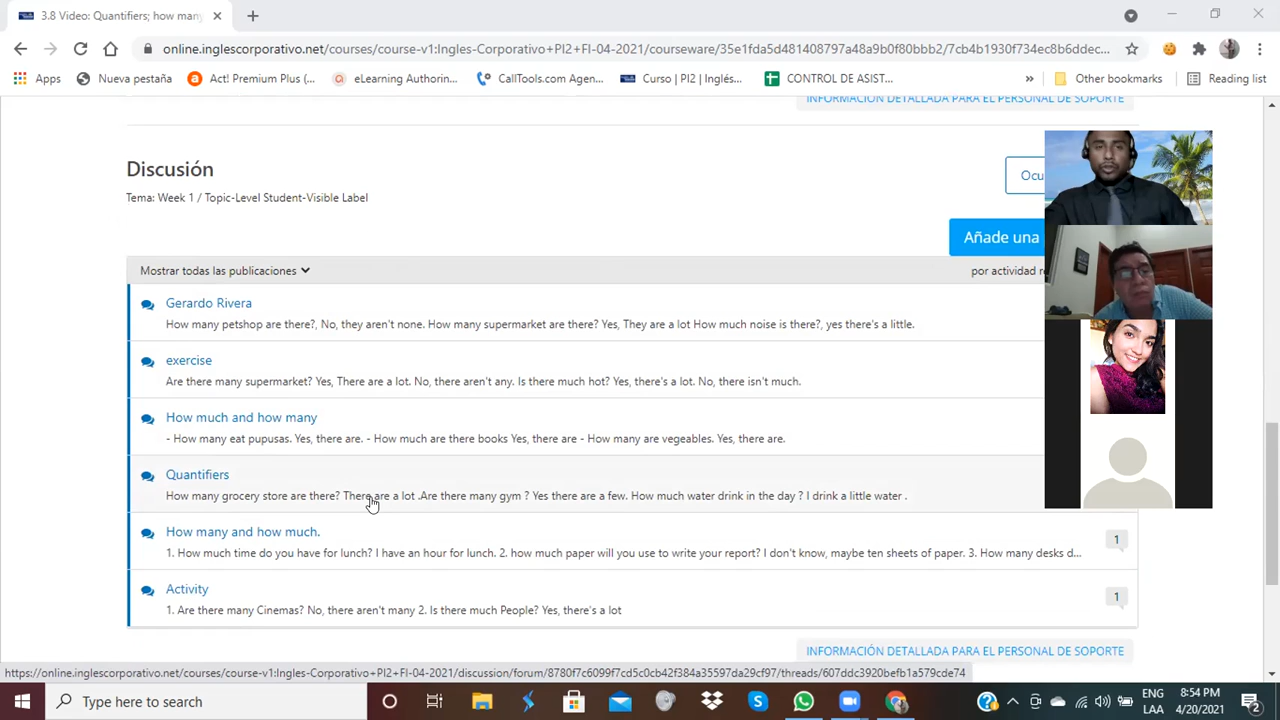 3.8 Video: Quantifiers; how many
online.inglescorporativo.net/courses/course-v1:Ingles-Corporativo+PI2+FI-04-2021/courseware/35e1fda5d481408797a48a9b0f80bbb2/7cb4b1930f734ec8b6ddec...
Apps Nueva pestaña Act! Premium Plus (... eLearning Authorin... CallTools.com Agen... Curso | PI2 | Inglés... CONTROL DE ASIST... » Other bookmarks Reading list
INFORMACIÓN DETALLADA PARA EL PERSONAL DE SOPORTE
Discusión
Ocu
Tema: Week 1 / Topic-Level Student-Visible Label
Añade una
Mostrar todas las publicaciones por actividad re
Gerardo Rivera
How many petshop are there?, No, they aren't none. How many supermarket are there? Yes, They are a lot How much noise is there?, yes there's a little.
exercise
Are there many supermarket? Yes, There are a lot. No, there aren't any. Is there much hot? Yes, there's a lot. No, there isn't much.
How much and how many
- How many eat pupusas. Yes, there are. - How much are there books Yes, there are - How many are vegeables. Yes, there are.
Quantifiers
How many grocery store are there? There are a lot .Are there many gym ? Yes there are a few. How much water drink in the day ? I drink a little water .
How many and how much.
1. How much time do you have for lunch? I have an hour for lunch. 2. how much paper will you use to write your report? I don't know, maybe ten sheets of paper. 3. How many desks d...
1
Activity
1. Are there many Cinemas? No, there aren't many 2. Is there much People? Yes, there's a lot
1
INFORMACIÓN DETALLADA PARA EL PERSONAL DE SOPORTE
https://online.inglescorporativo.net/courses/course-v1:Ingles-Corporativo+PI2+FI-04-2021/discussion/forum/8780f7c6099f7cd5c0cb42f384a35597da29cf97/threads/607ddc3920befb1a579cde74
Type here to search
ENG 8:54 PM
LAA 4/20/2021
2